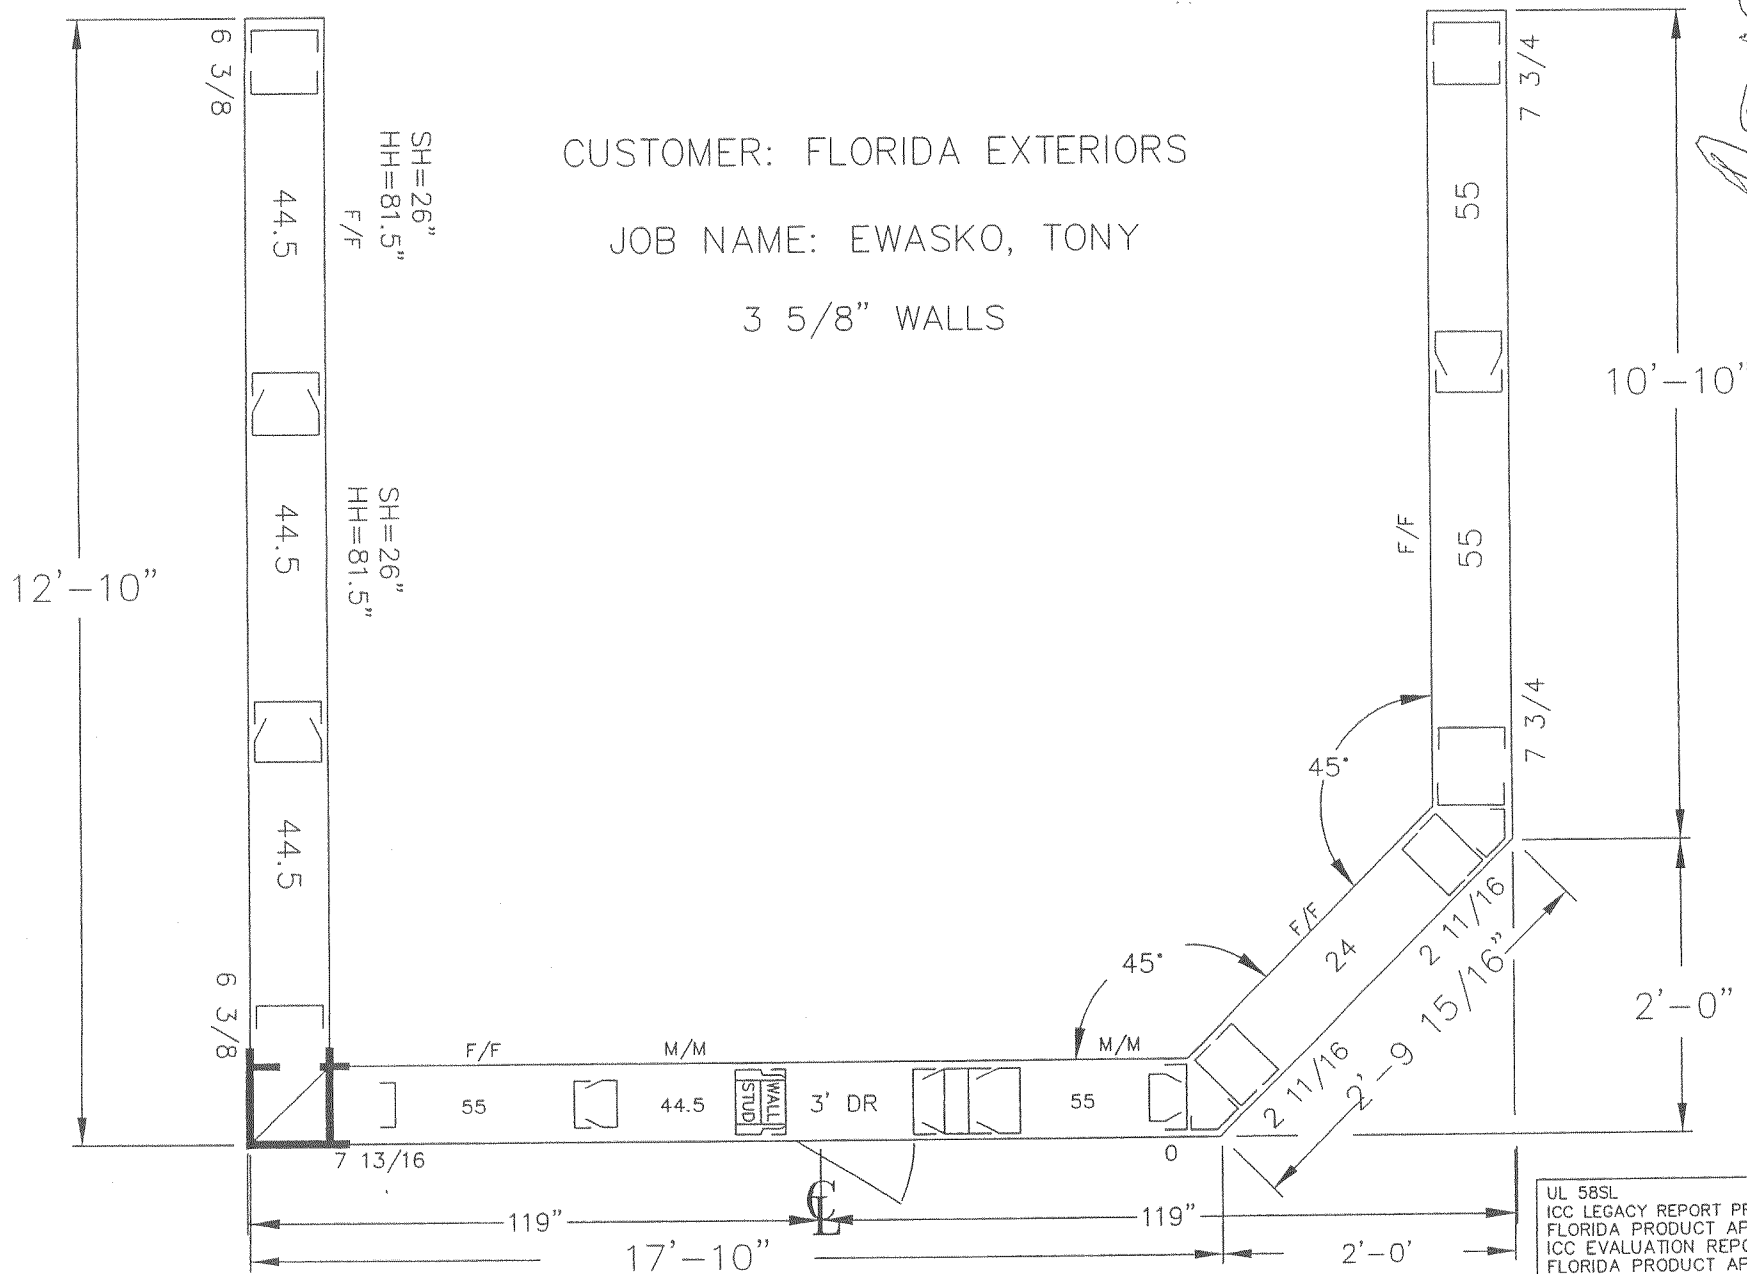 CUSTOMER: FLORIDA EXTERIORS
JOB NAME: EWASKO, TONY
3 5/8" WALLS
12'-10"
6 3/8
44.5
SH=26"
HH=81.5"
F/F
44.5
SH=26"
HH=81.5"
44.5
6 3/8
7 3/4
55
10'-10"
F/F
55
7 3/4
45°
45°
F/F
24
2 11/16
2 11/16
2'-9 15/16"
2'-0"
F/F
M/M
M/M
55
44.5
WALL
STUD
3' DR
55
7 13/16
0
CL
119"
119"
17'-10"
2'-0'
UL 58SL
ICC LEGACY REPORT
FLORIDA PRODUCT
ICC EVALUATION
FLORIDA PRODUCT